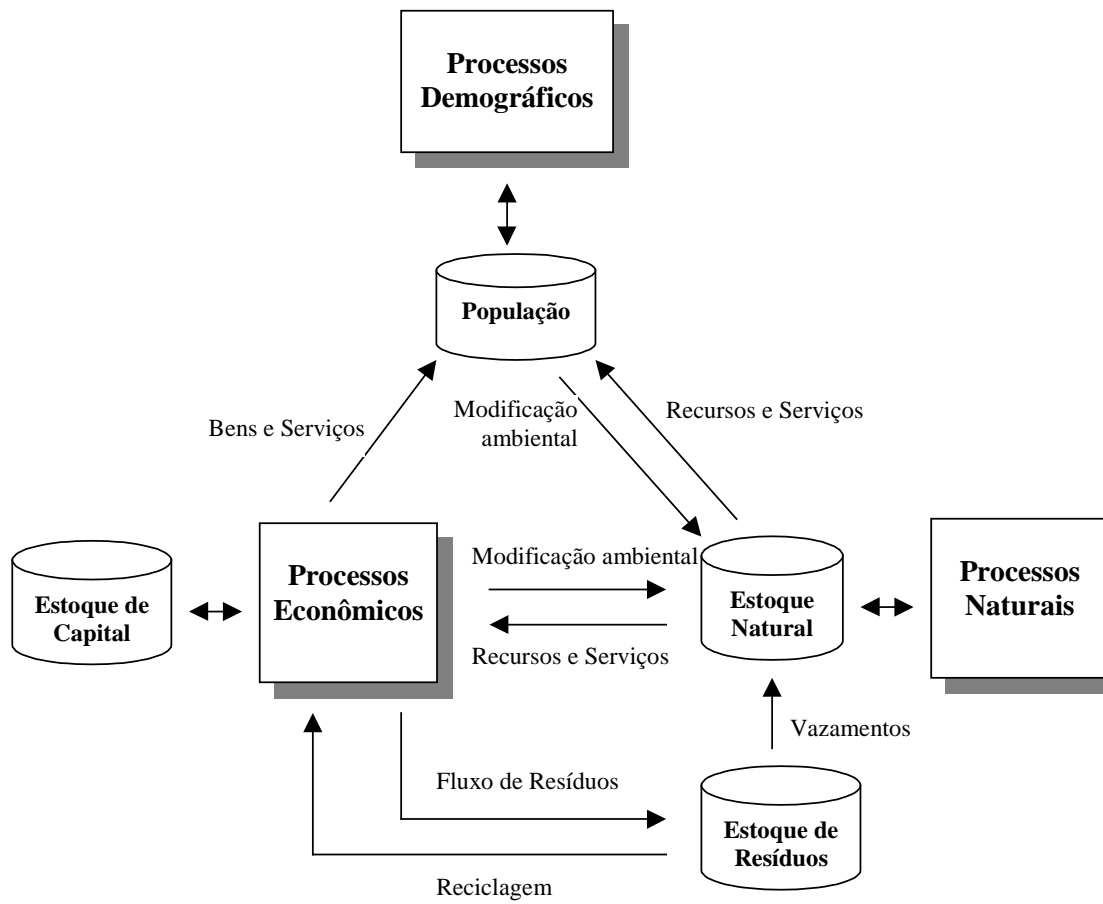 Processos
Demográficos
População
Bens e Serviços
Modificação
ambiental
Recursos e Serviços
Estoque de
Capital
Processos
Econômicos
Modificação ambiental
Recursos e Serviços
Estoque
Natural
Processos
Naturais
Vazamentos
Fluxo de Resíduos
Estoque de
Resíduos
Reciclagem